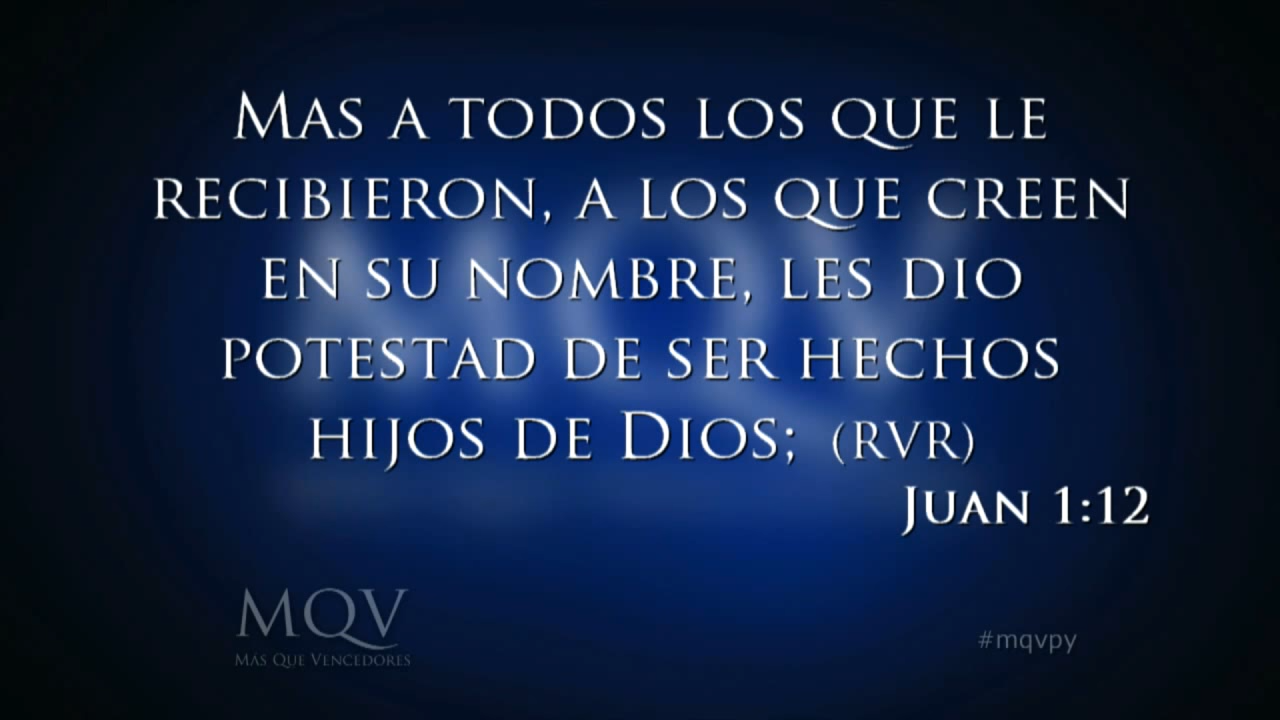 Mas a todos los que le
recibieron, a los que creen
en su nombre, les dio
potestad de ser hechos
hijos de Dios; (RVR)
Juan 1:12
MQV
Más Que Vencedores
#mqvpy